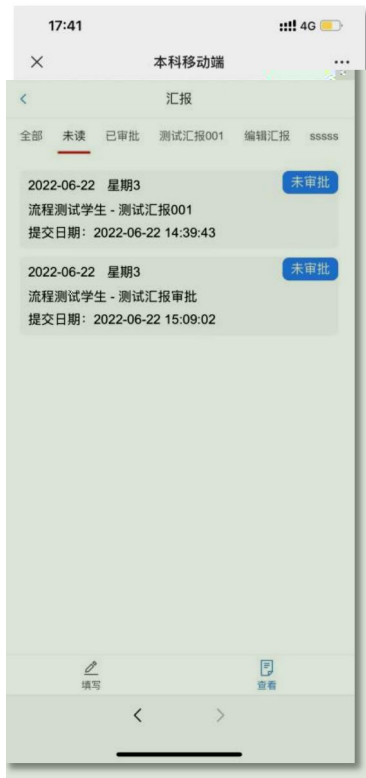 17:41 4G
本科移动端
汇报
全部 未读 已审批 测试汇报001 编辑汇报 sssss
2022-06-22 星期3 未审批
流程测试学生 - 测试汇报001
提交日期：2022-06-22 14:39:43
2022-06-22 星期3 未审批
流程测试学生 - 测试汇报审批
提交日期：2022-06-22 15:09:02
填写 查看